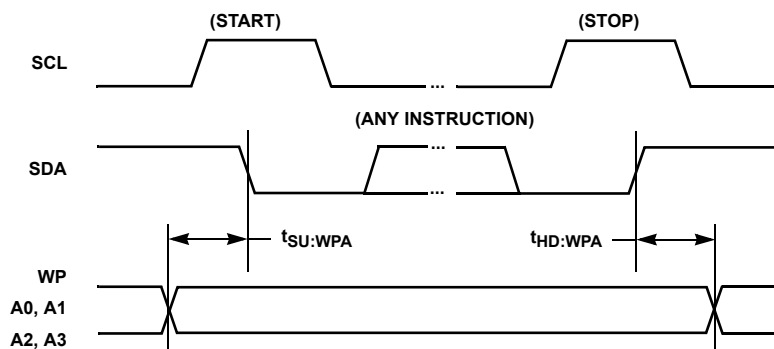 (START)
(STOP)
SCL
...
(ANY INSTRUCTION)
...
SDA
...
tSU:WPA
tHD:WPA
WP
A0, A1
A2, A3